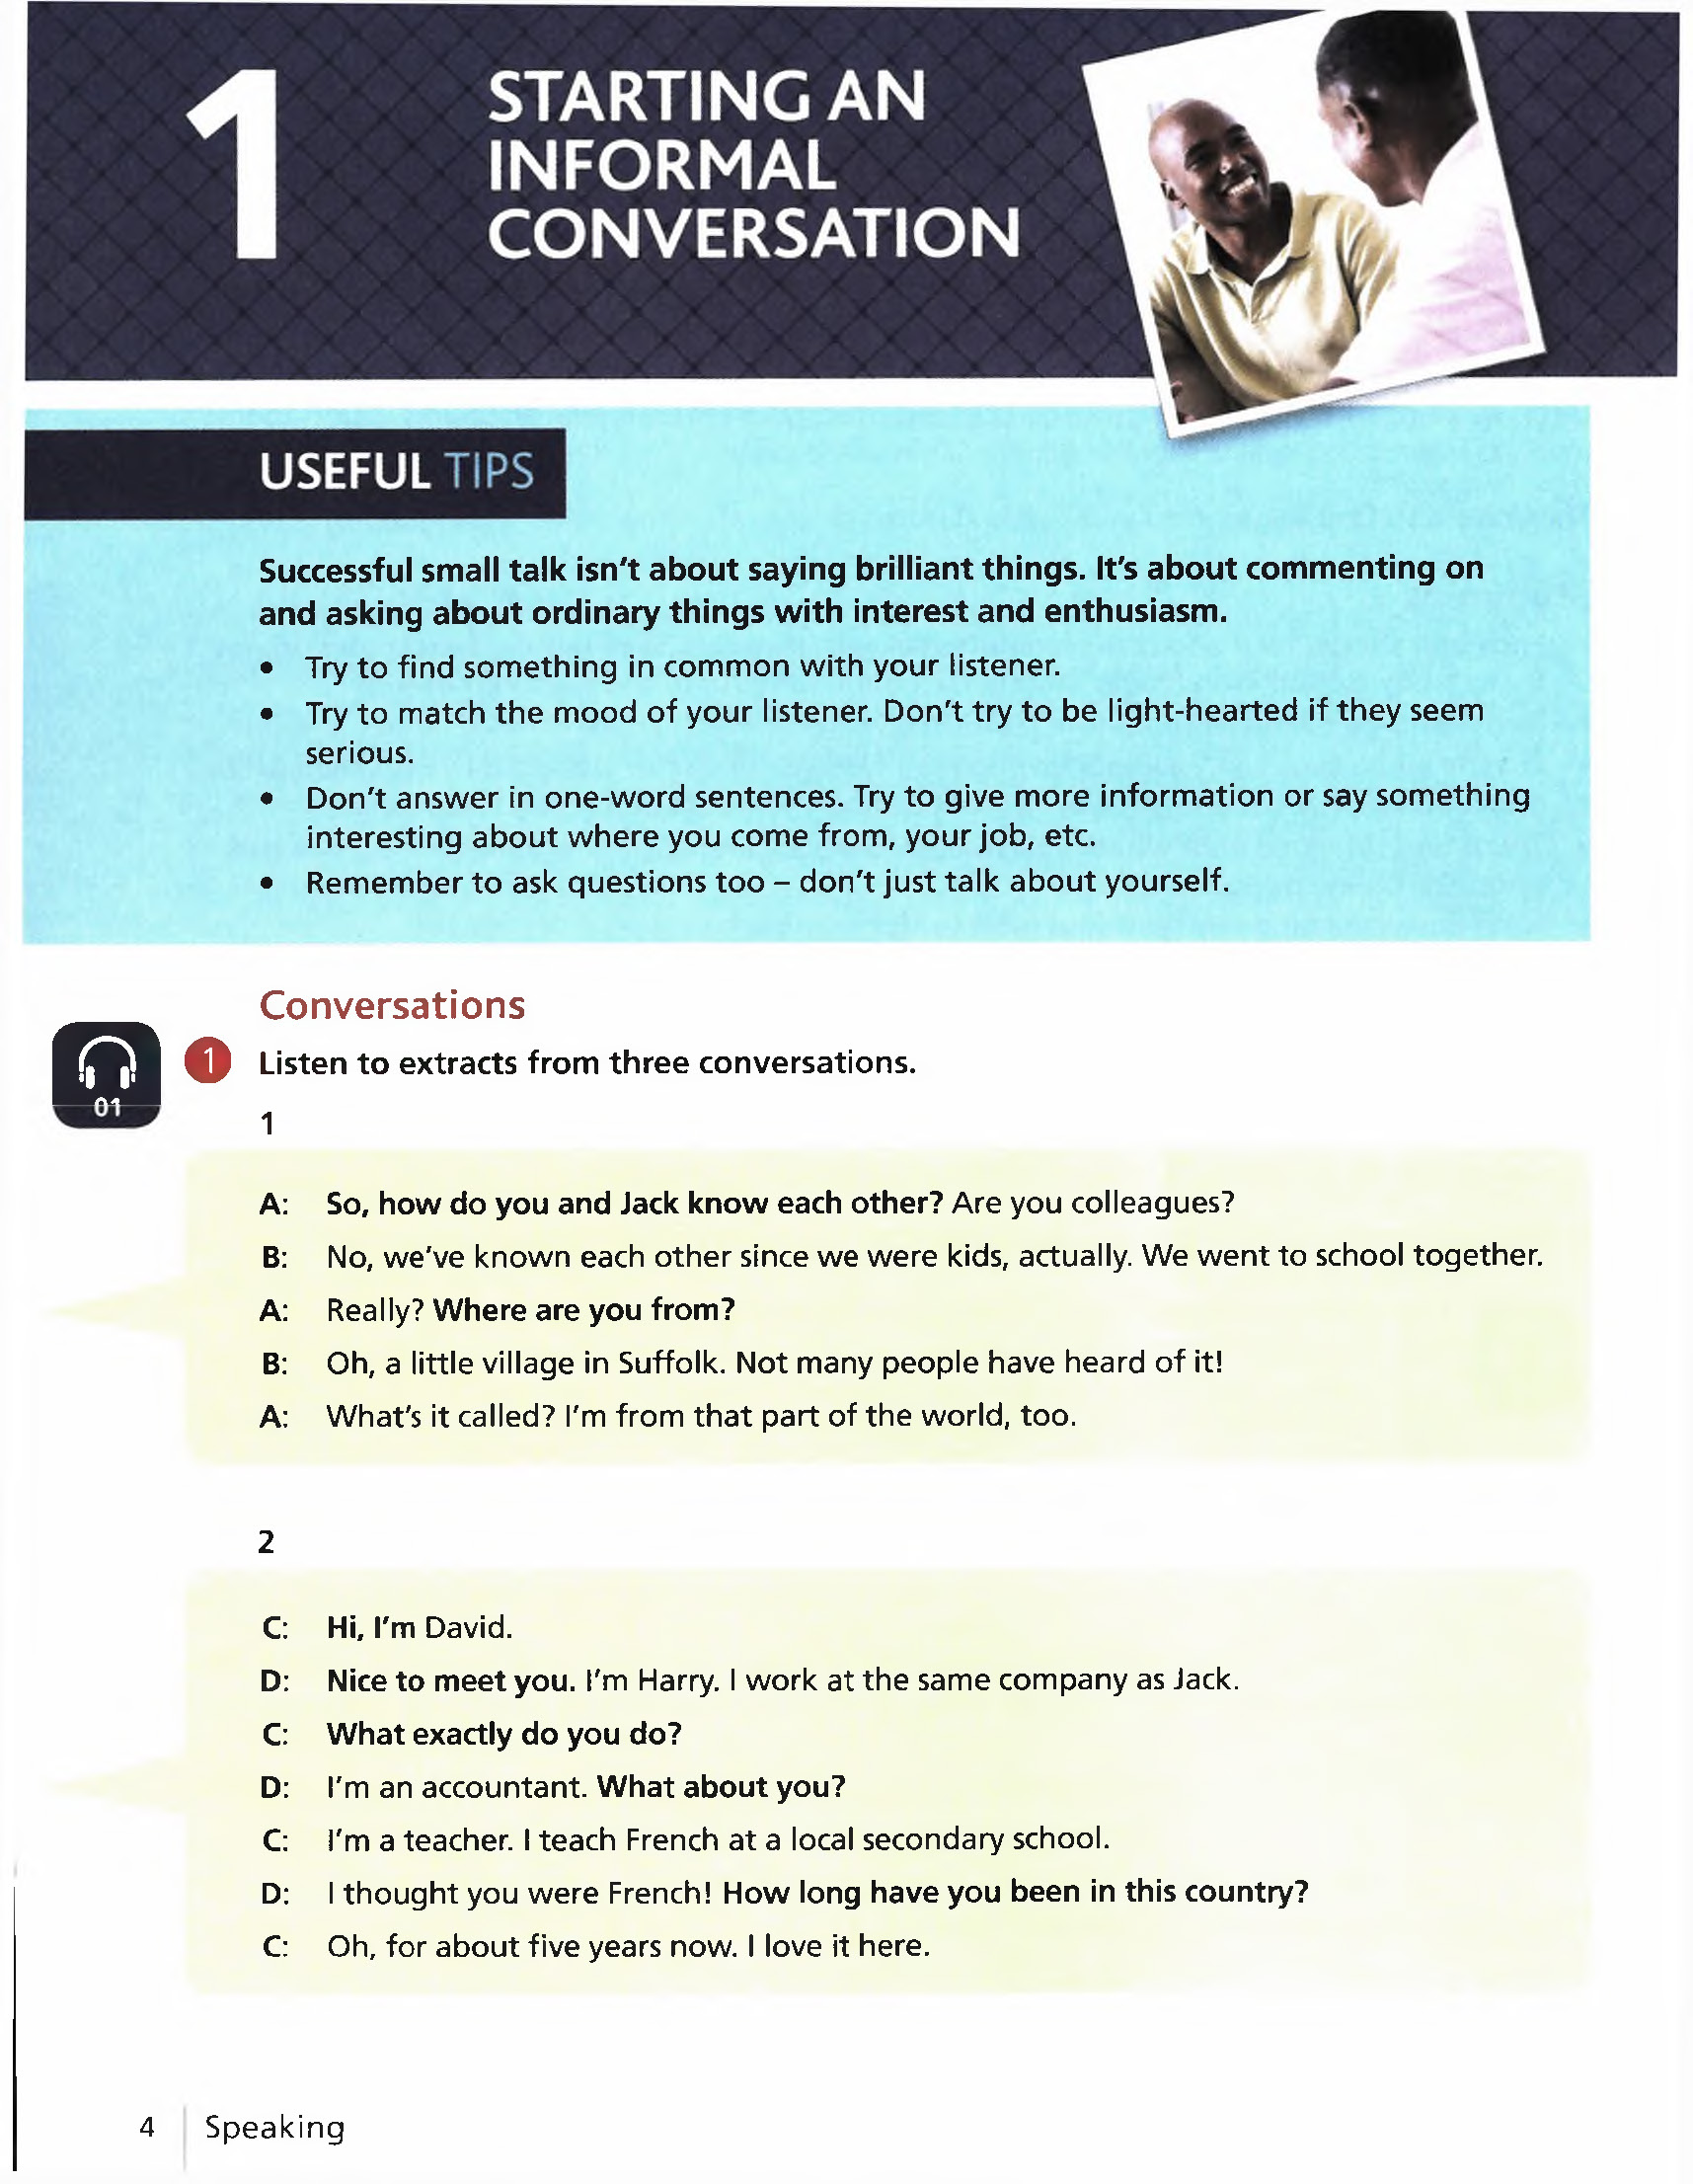 1
STARTING AN
INFORMAL
CONVERSATION
USEFUL TIPS
Successful small talk isn't about saying brilliant things. It's about commenting on
and asking about ordinary things with interest and enthusiasm.
• Try to find something in common with your listener.
• Try to match the mood of your listener. Don't try to be light-hearted if they seem
serious.
• Don't answer in one-word sentences. Try to give more information or say something
interesting about where you come from, your job, etc.
• Remember to ask questions too – don't just talk about yourself.
Conversations
01
1 Listen to extracts from three conversations.
1
A: So, how do you and Jack know each other? Are you colleagues?
B: No, we've known each other since we were kids, actually. We went to school together.
A: Really? Where are you from?
B: Oh, a little village in Suffolk. Not many people have heard of it!
A: What's it called? I'm from that part of the world, too.
2
C: Hi, I'm David.
D: Nice to meet you. I'm Harry. I work at the same company as Jack.
C: What exactly do you do?
D: I'm an accountant. What about you?
C: I'm a teacher. I teach French at a local secondary school.
D: I thought you were French! How long have you been in this country?
C: Oh, for about five years now. I love it here.
4 Speaking